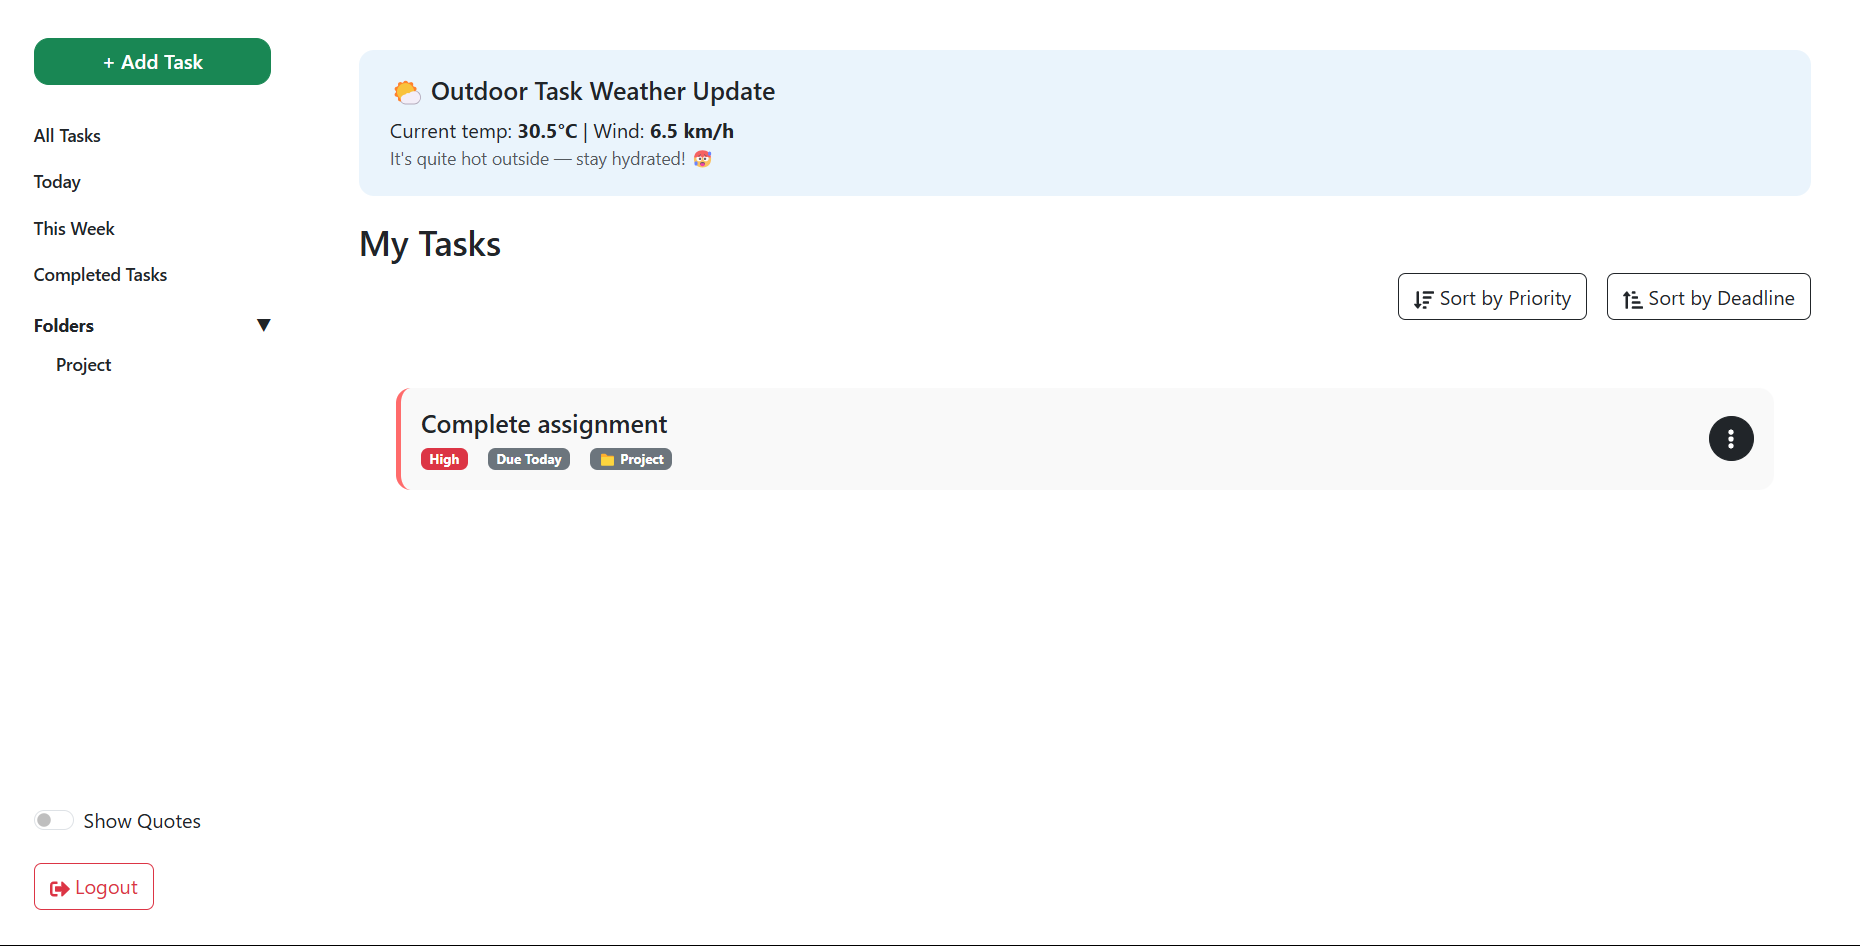 + Add Task
All Tasks
Today
This Week
Completed Tasks
Folders ▼
Project
Show Quotes
Logout
Outdoor Task Weather Update
Current temp: 30.5°C | Wind: 6.5 km/h
It's quite hot outside — stay hydrated! 🥵
My Tasks
Sort by Priority
Sort by Deadline
Complete assignment
High Due Today 📁 Project